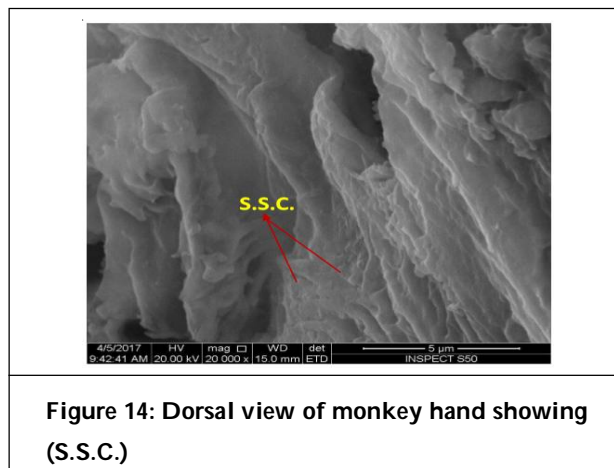 S.S.C.
4/5/2017 HV mag WD det 5 µm
9:42:41 AM 20.00 kV 20 000 x 15.0 mm ETD INSPECT S50
Figure 14: Dorsal view of monkey hand showing
(S.S.C.)